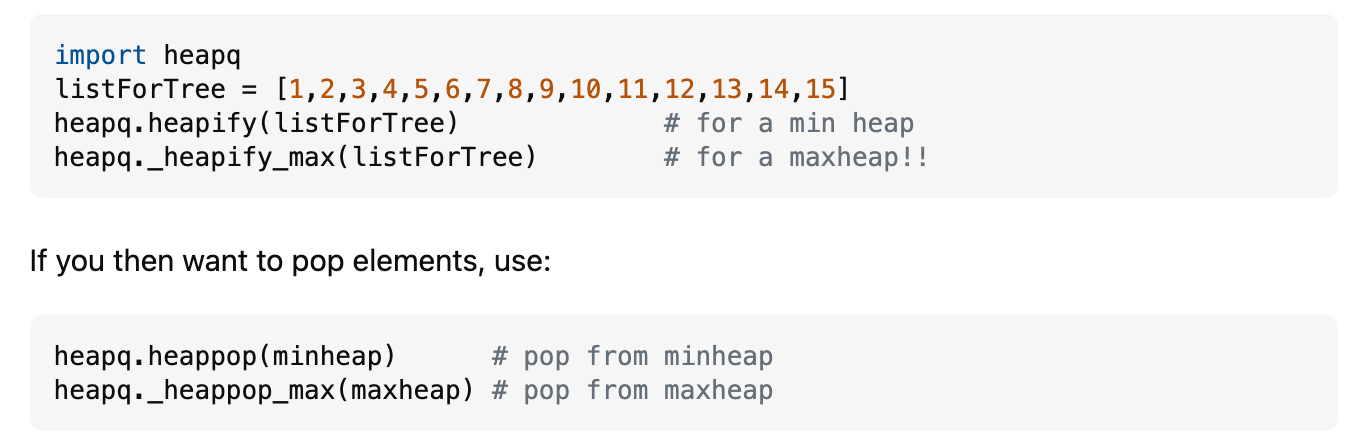 import heapq
listForTree = [1,2,3,4,5,6,7,8,9,10,11,12,13,14,15]
heapq.heapify(listForTree)             # for a min heap
heapq._heapify_max(listForTree)        # for a maxheap!!
If you then want to pop elements, use:
heapq.heappop(minheap)      # pop from minheap
heapq._heappop_max(maxheap) # pop from maxheap